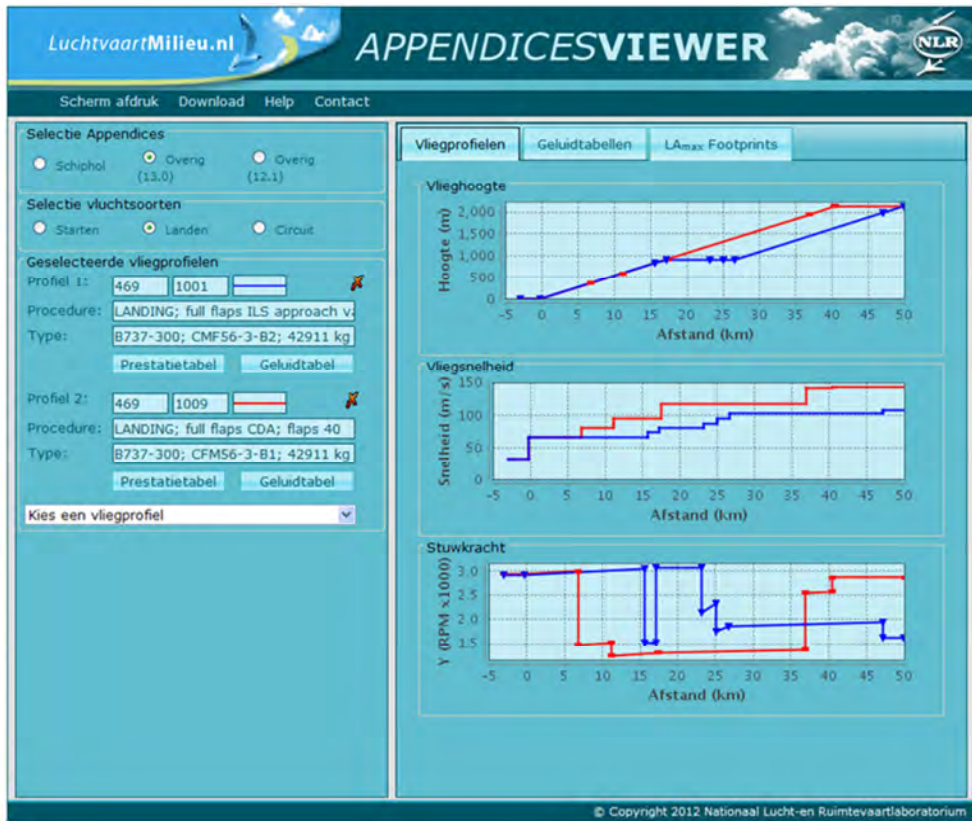 LuchtvaartMilieu.nl
APPENDICESVIEWER
NLR
Scherm afdruk Download Help Contact
Selectie Appendices
Schiphol
Overig (13.0)
Overig (12.1)
Selectie vluchtsoorten
Starten Landen Circuit
Geselecteerde vliegprofielen
Profiel 1: 469 1001
Procedure: LANDING; full flaps ILS approach va
Type: B737-300; CMF56-3-B2; 42911 kg
Prestatietabel Geluidtabel
Profiel 2: 469 1009
Procedure: LANDING; full flaps CDA; flaps 40
Type: B737-300; CFM56-3-B1; 42911 kg
Prestatietabel Geluidtabel
Kies een vliegprofiel
Vliegprofielen Geluidtabellen LAmax Footprints
Vlieghoogte
Hoogte (m)
2,000
1,500
1,000
500
0
-5 0 5 10 15 20 25 30 35 40 45 50
Afstand (km)
Vliegsnelheid
Snelheid (m/s)
150
100
50
0
-5 0 5 10 15 20 25 30 35 40 45 50
Afstand (km)
Stuwkracht
Y (RPM x1000)
3.0
2.5
2.0
1.5
-5 0 5 10 15 20 25 30 35 40 45 50
Afstand (km)
© Copyright 2012 Nationaal Lucht-en Ruimtevaartlaboratorium